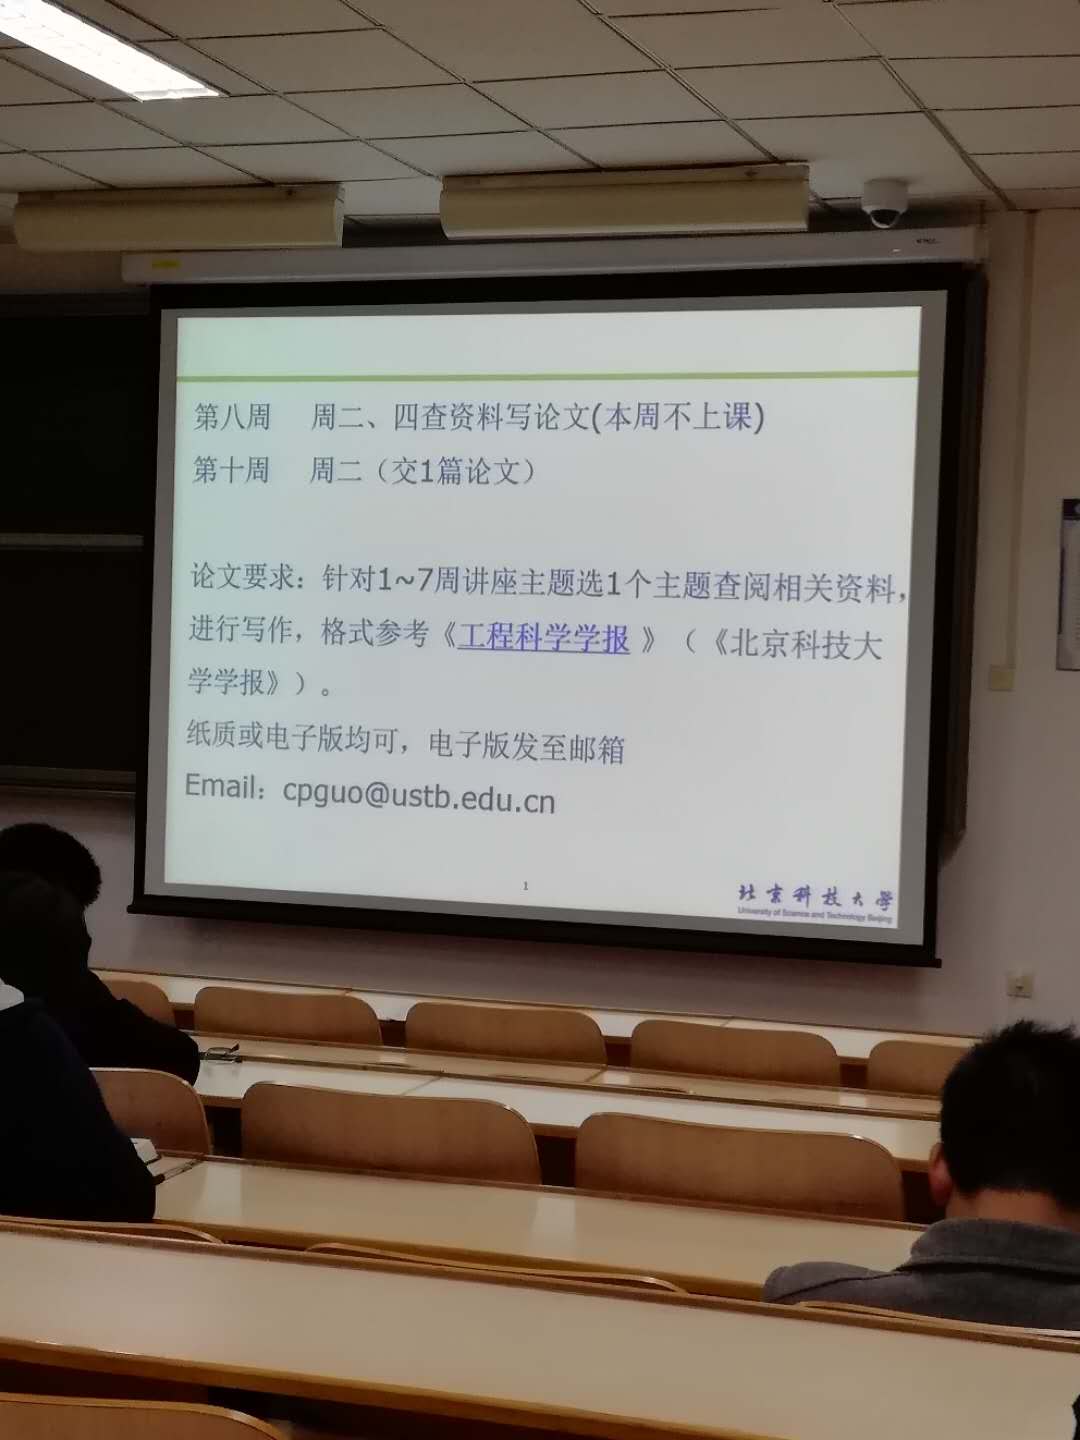 第八周 周二、四查资料写论文(本周不上课)
第十周 周二（交1篇论文）
论文要求：针对1~7周讲座主题选1个主题查阅相关资料，
进行写作，格式参考《工程科学学报 》（《北京科技大
学学报》）。
纸质或电子版均可，电子版发至邮箱
Email：cpguo@ustb.edu.cn
1
北京科技大学
University of Science and Technology Beijing